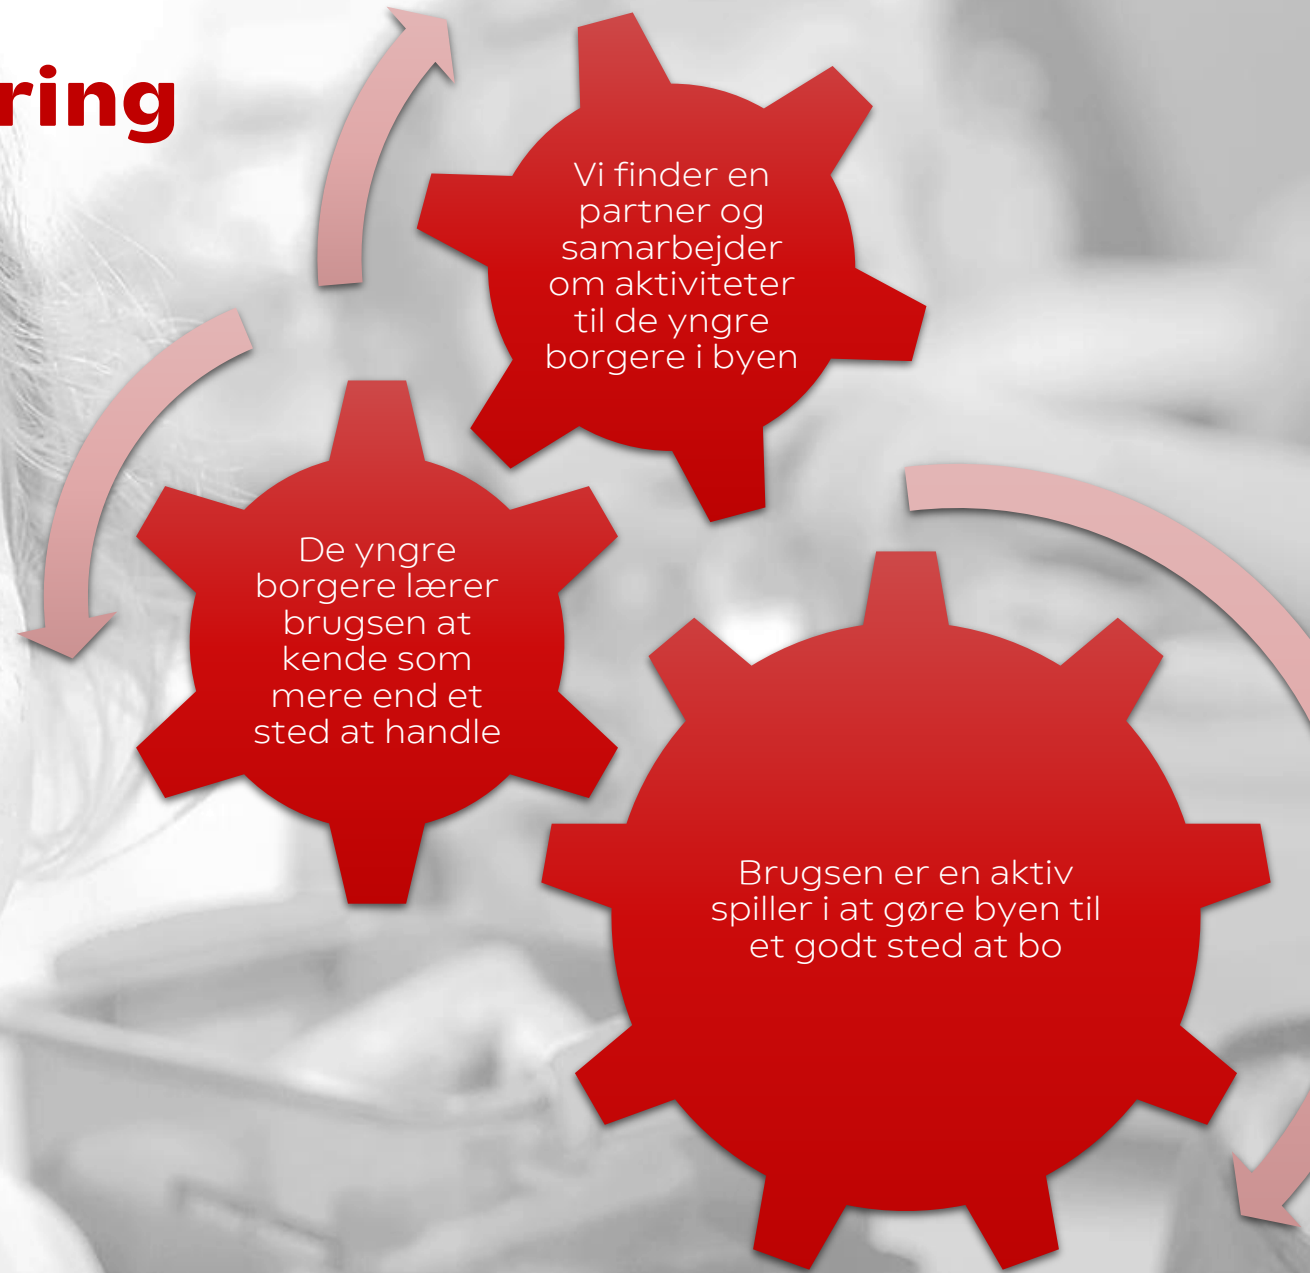 ring
Vi finder en
partner og
samarbejder
om aktiviteter
til de yngre
borgere i byen
De yngre
borgere lærer
brugsen at
kende som
mere end et
sted at handle
Brugsen er en aktiv
spiller i at gøre byen til
et godt sted at bo